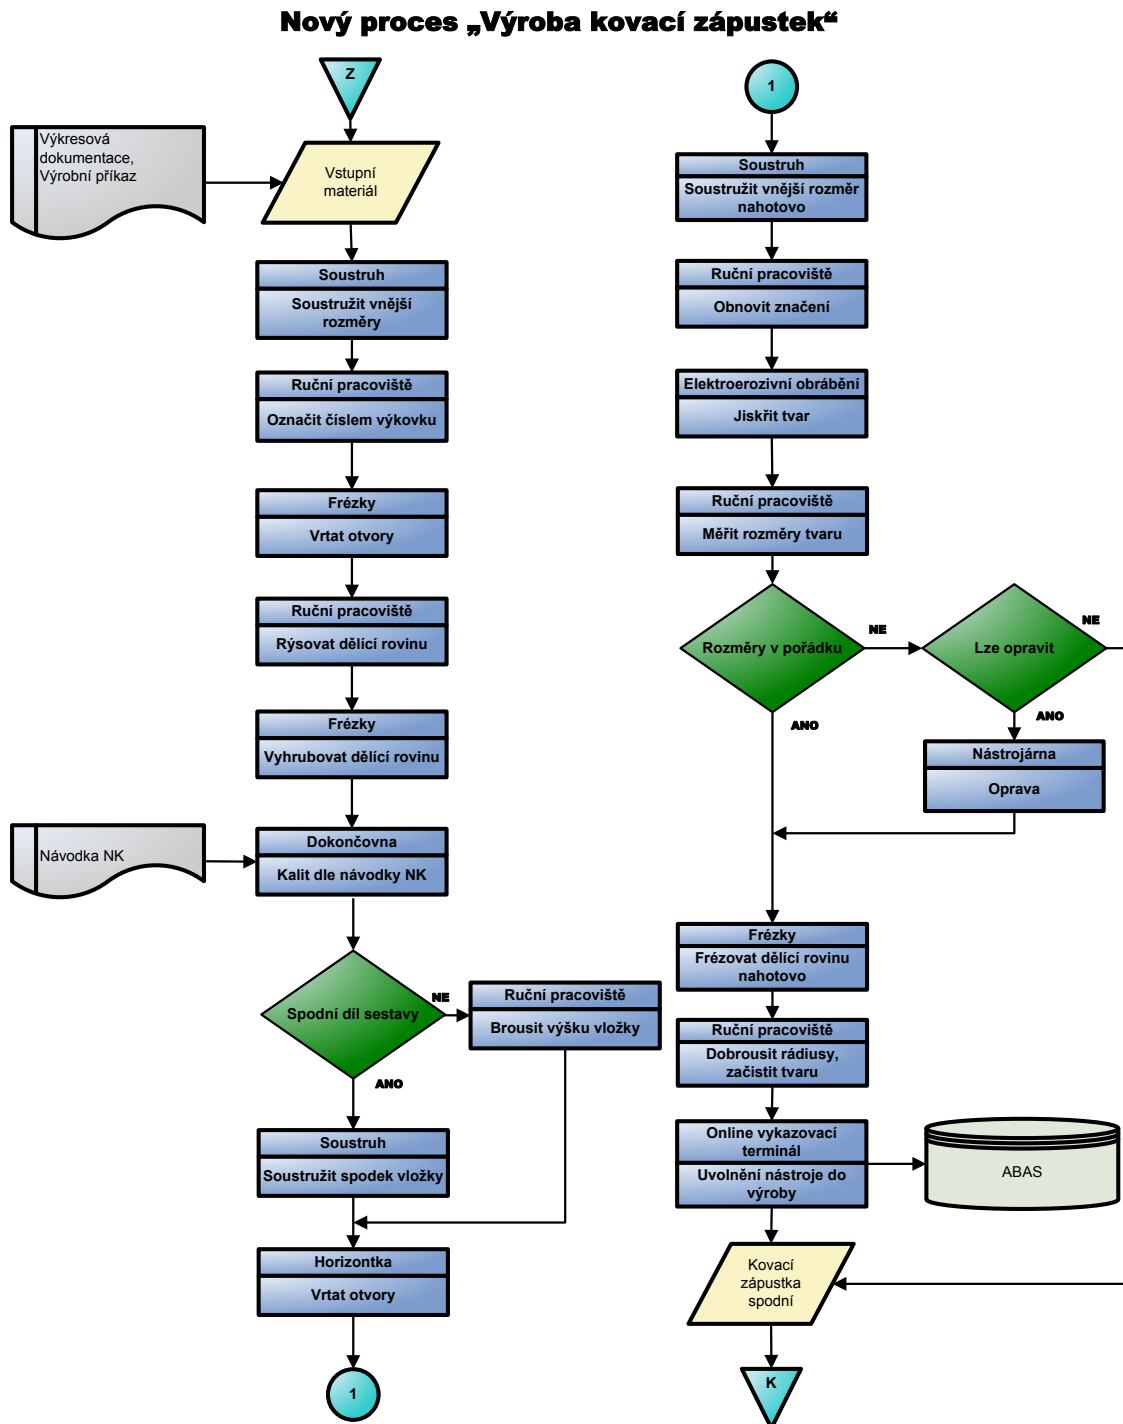 Nový proces „Výroba kovací zápustek“
Z
Výkresová
dokumentace,
Výrobní příkaz
Vstupní
materiál
Soustruh
Soustružit vnější
rozměry
Ruční pracoviště
Označit číslem výkovku
Frézky
Vrtat otvory
Ruční pracoviště
Rýsovat dělící rovinu
Frézky
Vyhrubovat dělící rovinu
Návodka NK
Dokončovna
Kalit dle návodky NK
Spodní díl sestavy
NE
Ruční pracoviště
Brousit výšku vložky
ANO
Soustruh
Soustružit spodek vložky
Horizontka
Vrtat otvory
1
1
Soustruh
Soustružit vnější rozměr
nahotovo
Ruční pracoviště
Obnovit značení
Elektroerozivní obrábění
Jiskřit tvar
Ruční pracoviště
Měřit rozměry tvaru
Rozměry v pořádku
NE
Lze opravit
NE
ANO
ANO
Nástrojárna
Oprava
Frézky
Frézovat dělící rovinu
nahotovo
Ruční pracoviště
Dobrousit rádiusy,
začistit tvaru
Online vykazovací
terminál
Uvolnění nástroje do
výroby
ABAS
Kovací
zápustka
spodní
K